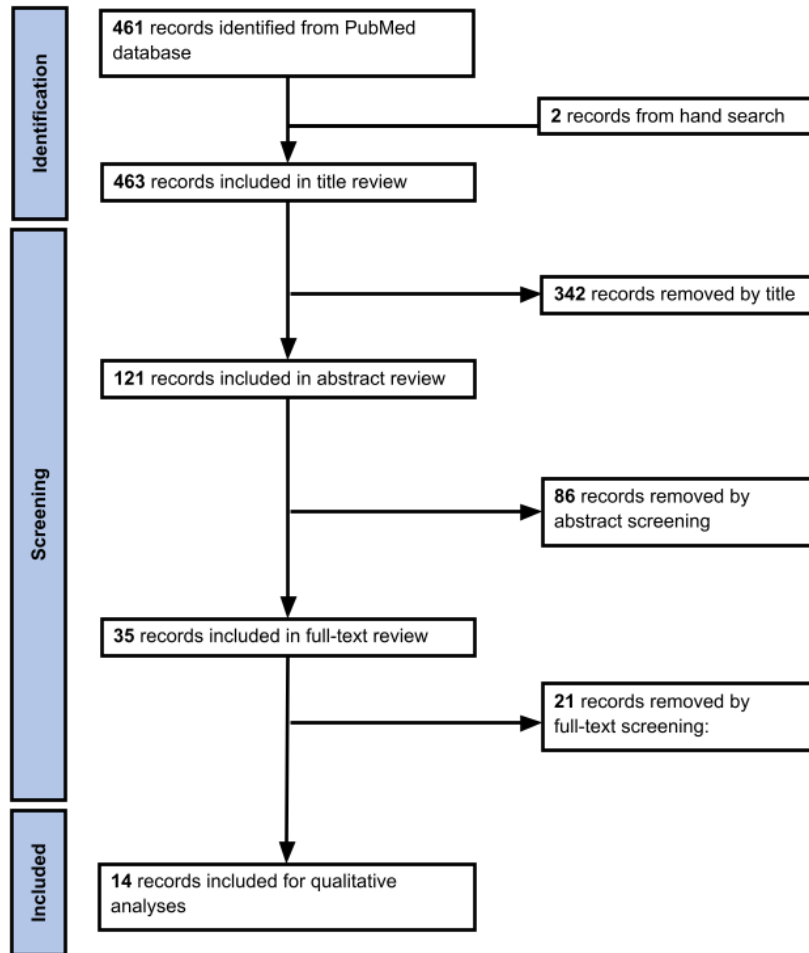 Identification
461 records identified from PubMed
database
2 records from hand search
463 records included in title review
Screening
342 records removed by title
121 records included in abstract review
86 records removed by
abstract screening
35 records included in full-text review
21 records removed by
full-text screening:
Included
14 records included for qualitative
analyses